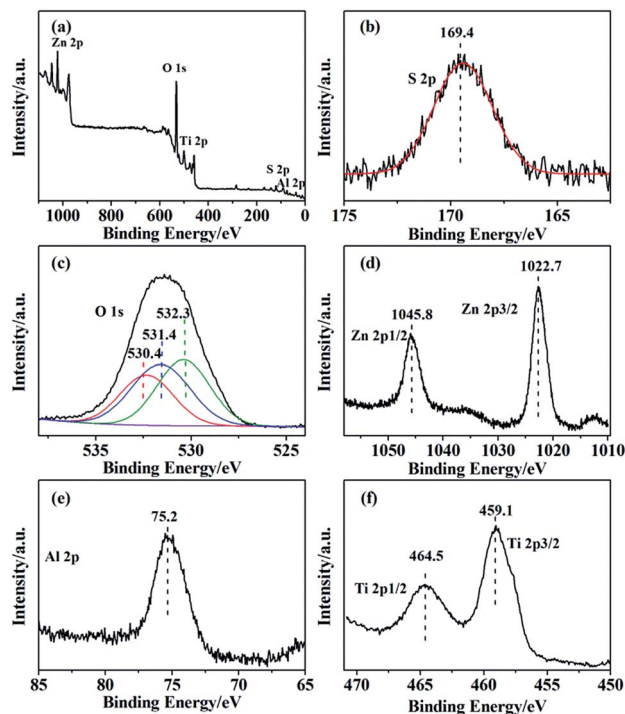 (a)
Zn 2p
O 1s
Ti 2p
S 2p
Al 2p
Intensity/a.u.
1000 800 600 400 200 0
Binding Energy/eV
(b)
169.4
S 2p
Intensity/a.u.
175 170 165
Binding Energy/eV
(c)
O 1s
532.3
531.4
530.4
Intensity/a.u.
535 530 525
Binding Energy/eV
(d)
1022.7
1045.8
Zn 2p3/2
Zn 2p1/2
Intensity/a.u.
1050 1040 1030 1020 1010
Binding Energy/eV
(e)
75.2
Al 2p
Intensity/a.u.
85 80 75 70 65
Binding Energy/eV
(f)
459.1
464.5
Ti 2p3/2
Ti 2p1/2
Intensity/a.u.
470 465 460 455 450
Binding Energy/eV